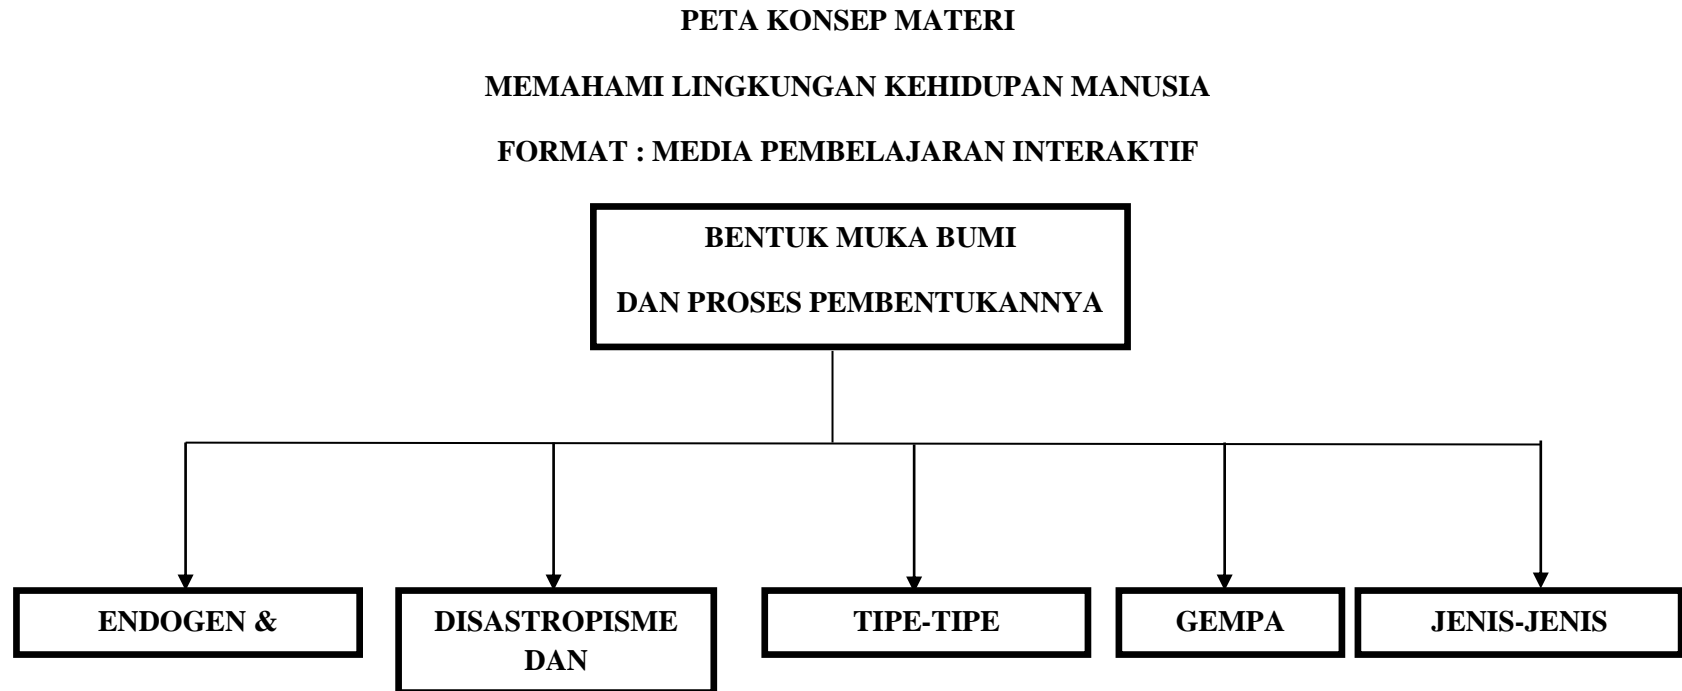 PETA KONSEP MATERI
MEMAHAMI LINGKUNGAN KEHIDUPAN MANUSIA
FORMAT : MEDIA PEMBELAJARAN INTERAKTIF
BENTUK MUKA BUMI
DAN PROSES PEMBENTUKANNYA
ENDOGEN &
DISASTROPISME
DAN
TIPE-TIPE
GEMPA
JENIS-JENIS